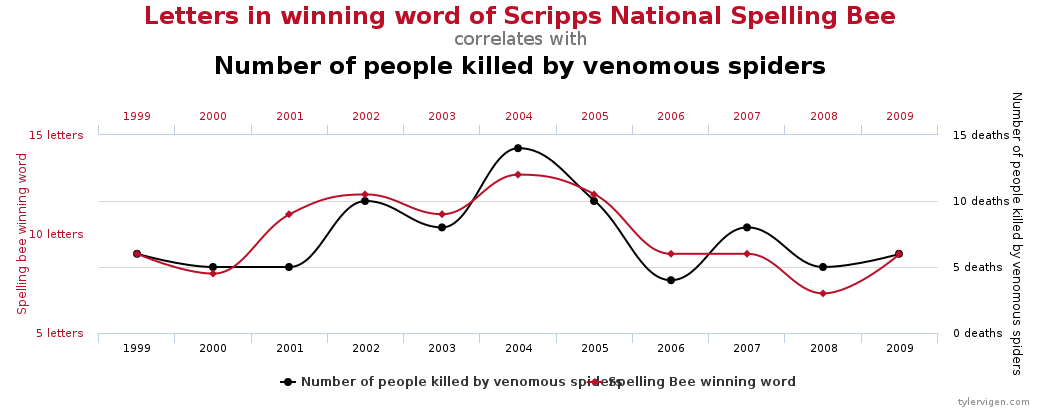 Letters in winning word of Scripps National Spelling Bee
correlates with
Number of people killed by venomous spiders
1999 2000 2001 2002 2003 2004 2005 2006 2007 2008 2009
15 letters
10 letters
5 letters
Spelling bee winning word
15 deaths
10 deaths
5 deaths
0 deaths
Number of people killed by venomous spiders
1999 2000 2001 2002 2003 2004 2005 2006 2007 2008 2009
Number of people killed by venomous spiders Spelling Bee winning word
tylervigen.com